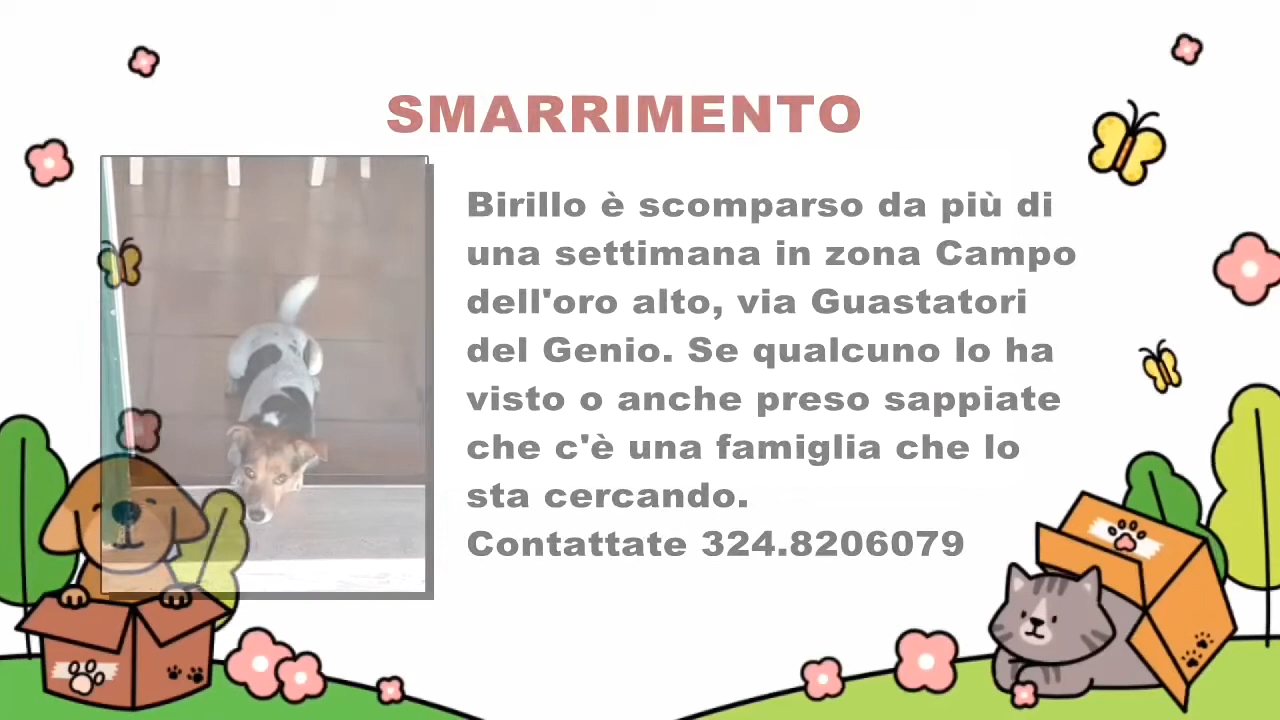 SMARRIMENTO
Birillo è scomparso da più di
una settimana in zona Campo
dell'oro alto, via Guastatori
del Genio. Se qualcuno lo ha
visto o anche preso sappiate
che c'è una famiglia che lo
sta cercando.
Contattate 324.8206079